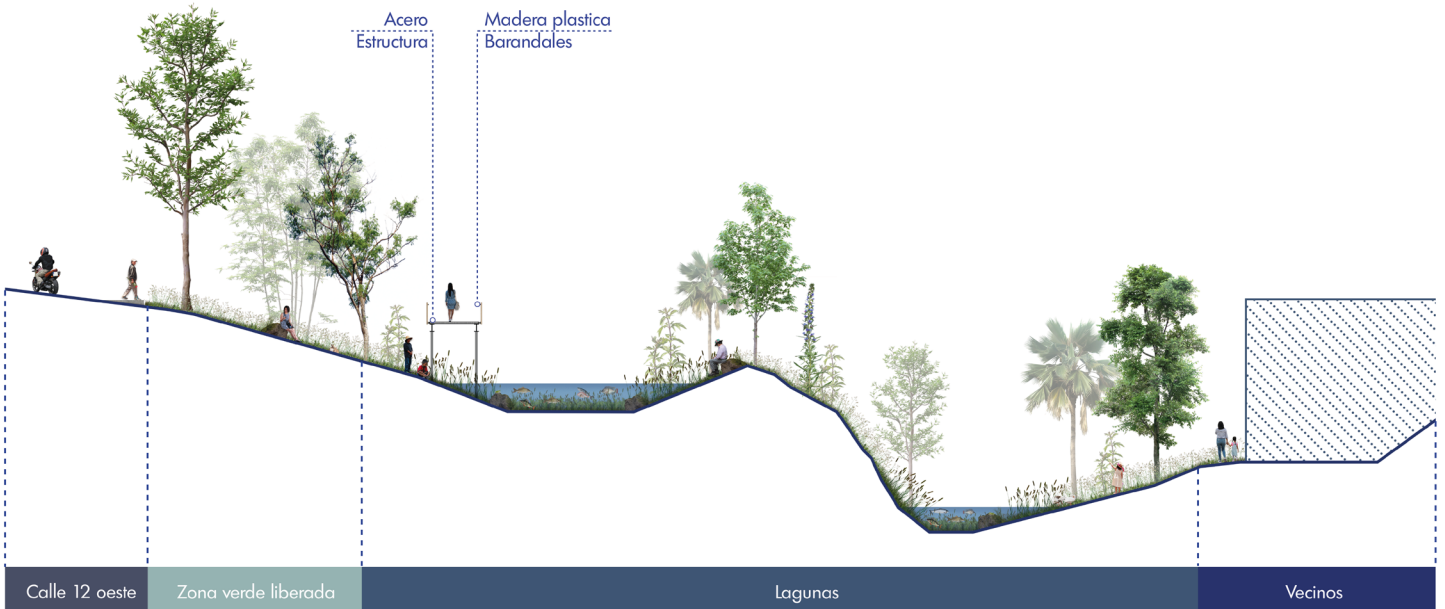 Acero
Estructura
Madera plastica
Barandales
Calle 12 oeste
Zona verde liberada
Lagunas
Vecinos